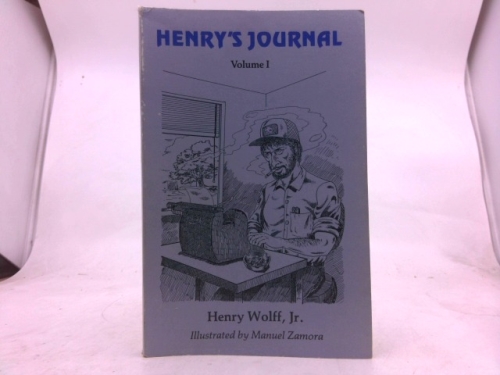 HENRY'S JOURNAL
Volume I
Henry Wolff, Jr.
Illustrated by Manuel Zamora